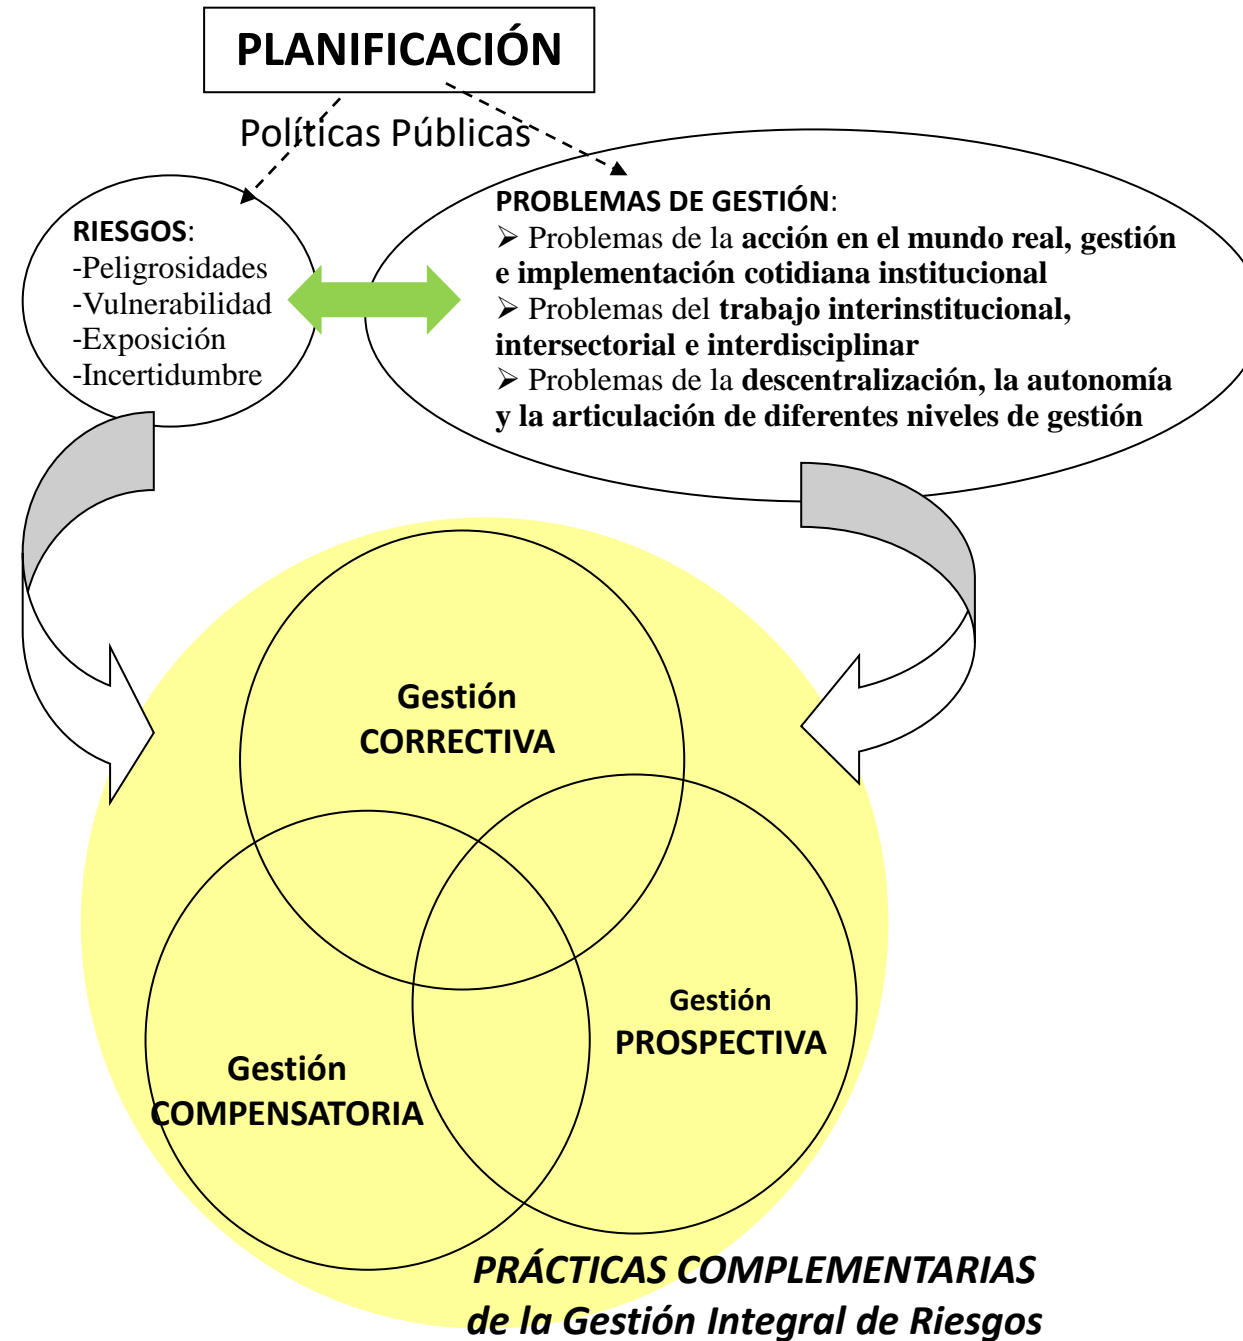 PLANIFICACIÓN
Políticas Públicas
RIESGOS:
-Peligrosidades
-Vulnerabilidad
-Exposición
-Incertidumbre
PROBLEMAS DE GESTIÓN:
➢ Problemas de la acción en el mundo real, gestión
e implementación cotidiana institucional
➢ Problemas del trabajo interinstitucional,
intersectorial e interdisciplinar
➢ Problemas de la descentralización, la autonomía
y la articulación de diferentes niveles de gestión
Gestión
CORRECTIVA
Gestión
PROSPECTIVA
Gestión
COMPENSATORIA
PRÁCTICAS COMPLEMENTARIAS
de la Gestión Integral de Riesgos